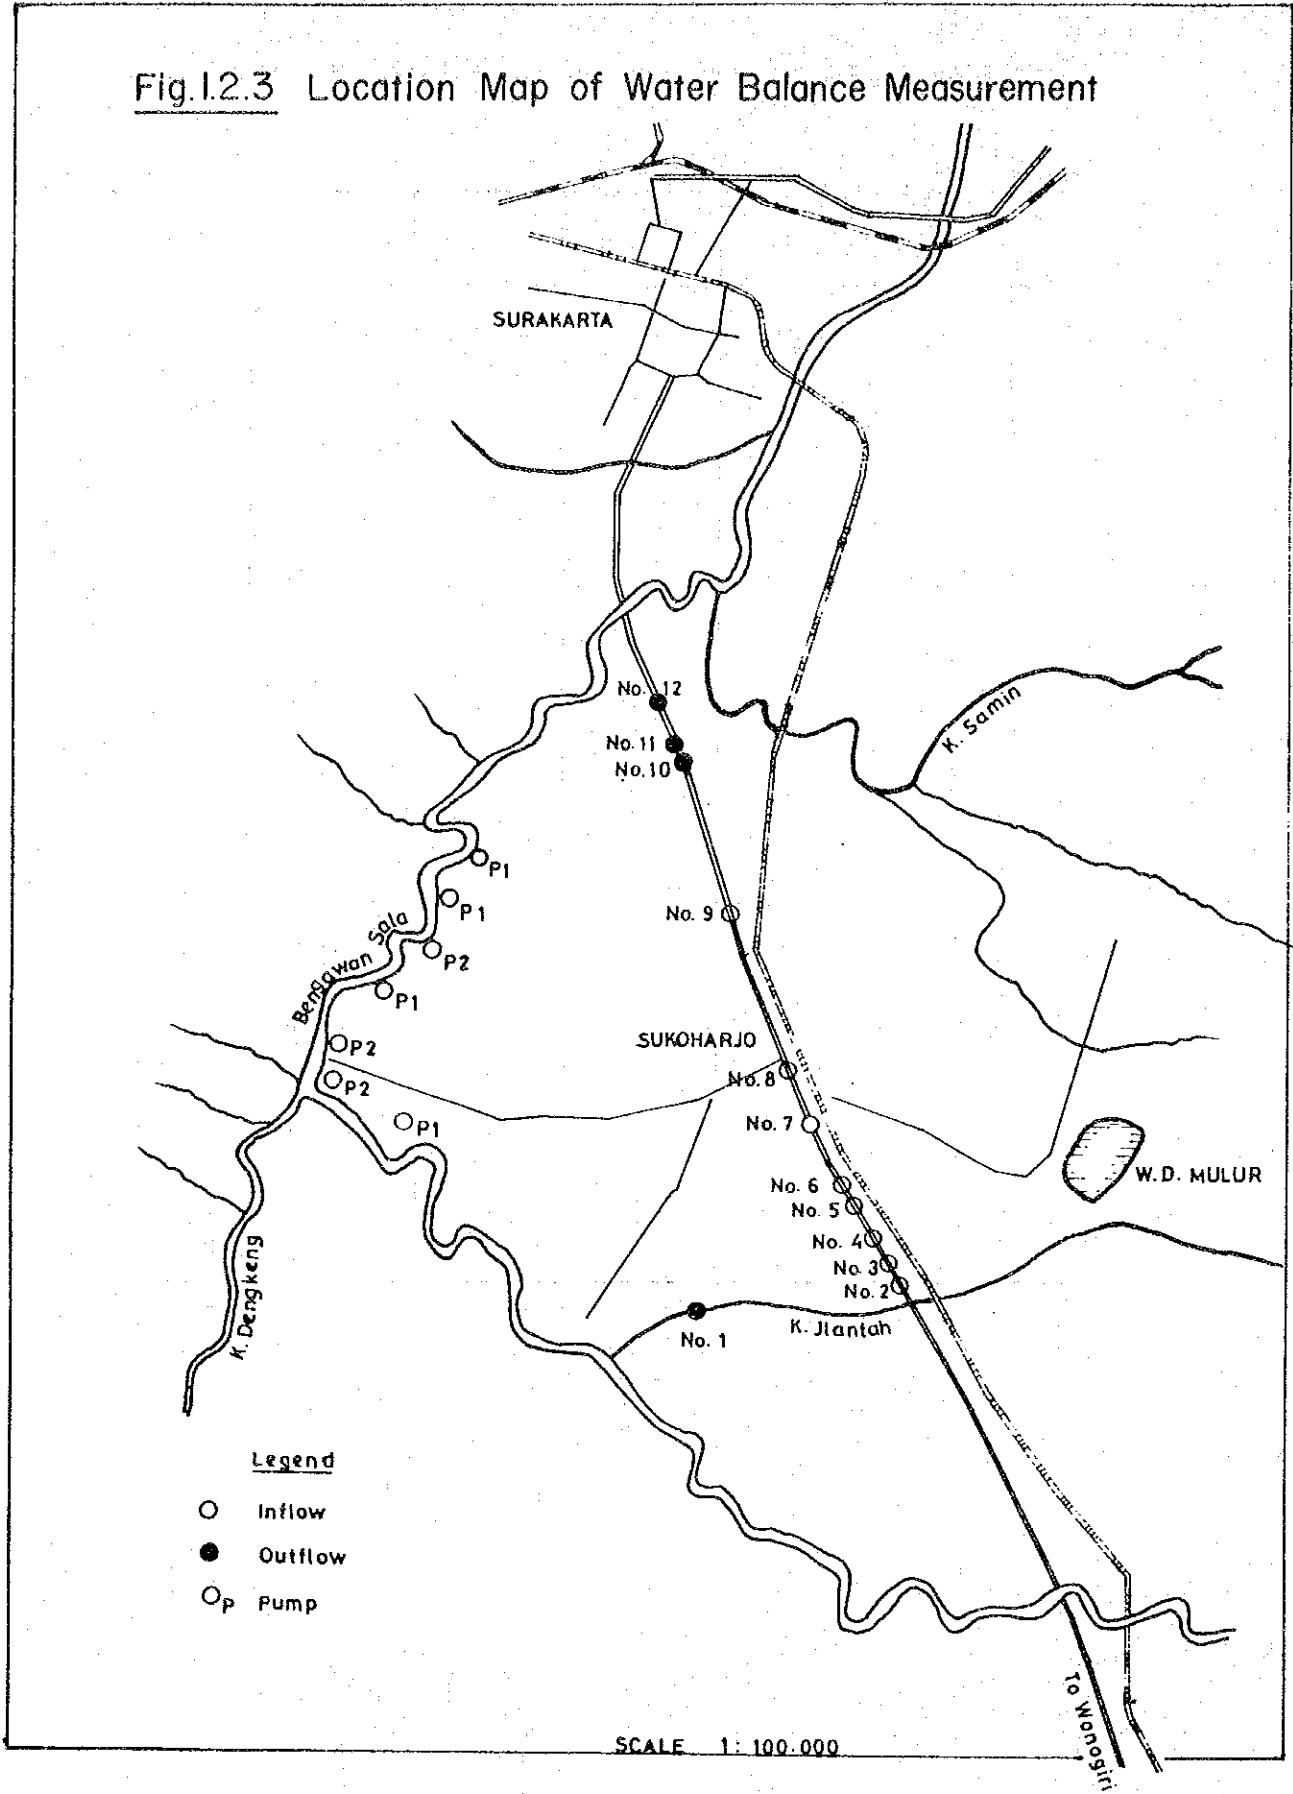 Fig.1.2.3 Location Map of Water Balance Measurement
SURAKARTA
No. 12
No. 11
No. 10
K. Samin
P1
P1
No. 9
Bengawan Sala
P2
P1
SUKOHARJO
P2
No. 8
P2
P1
No. 7
W.D. MULUR
No. 6
No. 5
No. 4
No. 3
No. 2
K. Dengkeng
K. Jlantah
No. 1
Legend
Inflow
Outflow
P Pump
To Wonogiri
SCALE 1: 100.000